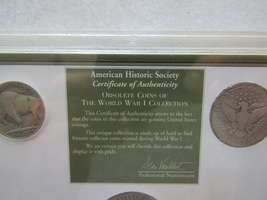 American Historic Society
Certificate of Authenticity
Obsolete Coins of
The World War I Collection
This Certificate of Authenticity attests to the fact
that the coins in this collection are genuine United States
coinage.
This unique collection is made up of hard to find
historic collector coins minted during World War I.
We are certain you will cherish this collection and
display it with pride.
Professional Numismatist